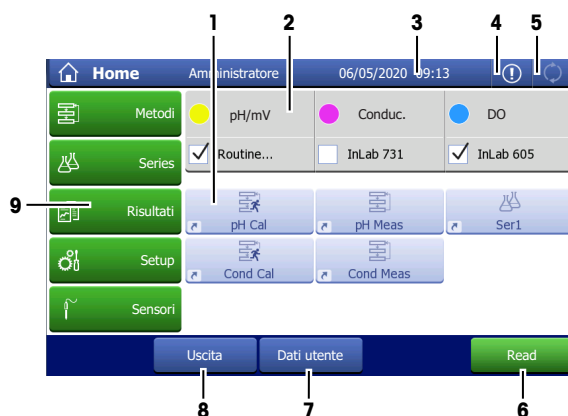 1 2 3 4 5
Home Amministratore 06/05/2020 09:13
Metodi pH/mV Conduc. DO
Series Routine... InLab 731 InLab 605
9 Risultati pH Cal pH Meas Ser1
Setup Cond Cal Cond Meas
Sensori
Uscita Dati utente Read
8 7 6